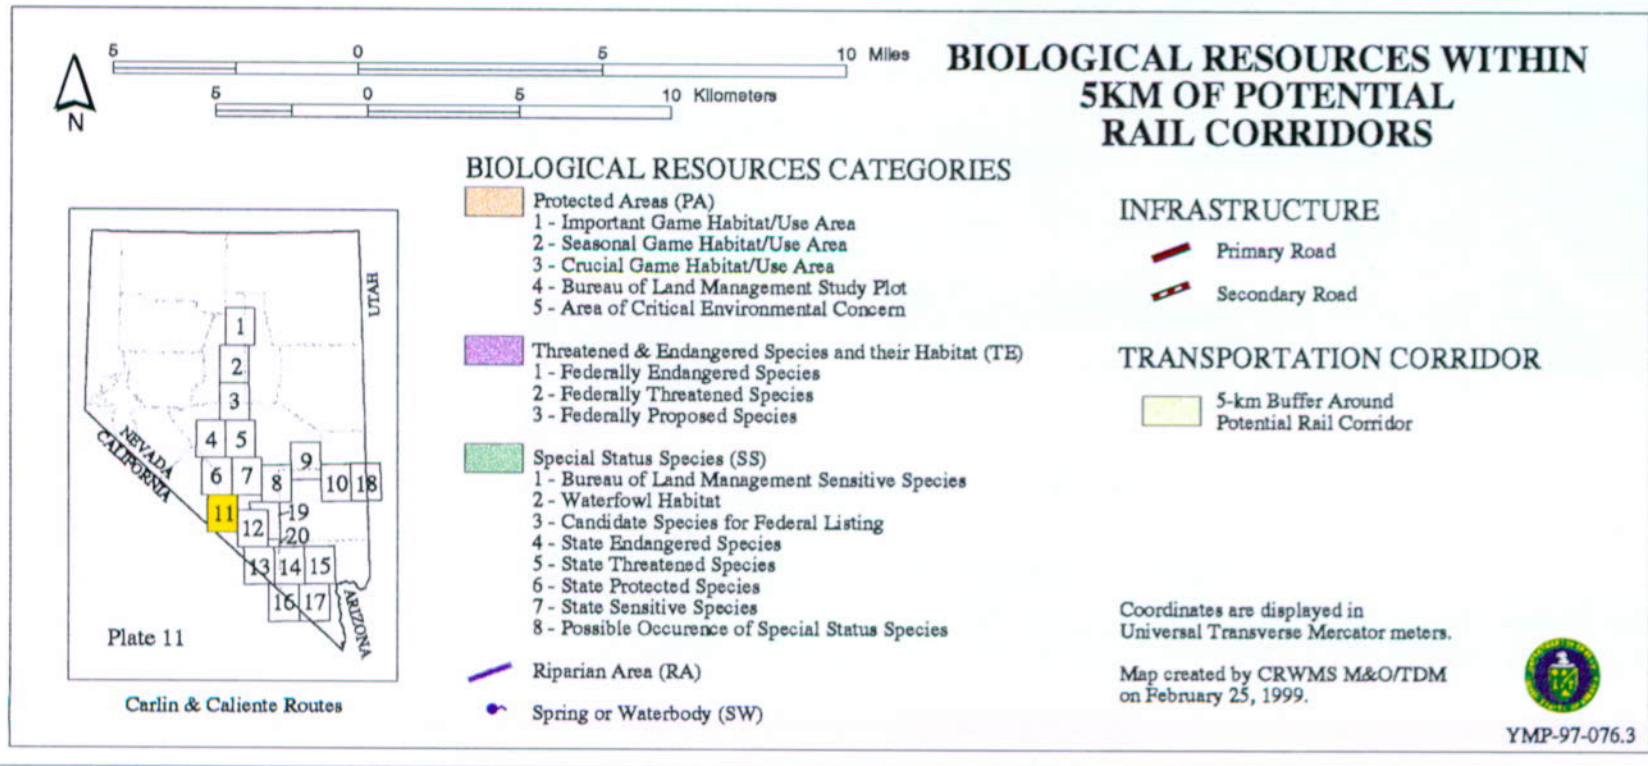 5 0 5 10 Miles
5 0 5 10 Kilometers
N
BIOLOGICAL RESOURCES WITHIN
5KM OF POTENTIAL
RAIL CORRIDORS
BIOLOGICAL RESOURCES CATEGORIES
Protected Areas (PA)
1 - Important Game Habitat/Use Area
2 - Seasonal Game Habitat/Use Area
3 - Crucial Game Habitat/Use Area
4 - Bureau of Land Management Study Plot
5 - Area of Critical Environmental Concern
Threatened & Endangered Species and their Habitat (TE)
1 - Federally Endangered Species
2 - Federally Threatened Species
3 - Federally Proposed Species
Special Status Species (SS)
1 - Bureau of Land Management Sensitive Species
2 - Waterfowl Habitat
3 - Candidate Species for Federal Listing
4 - State Endangered Species
5 - State Threatened Species
6 - State Protected Species
7 - State Sensitive Species
8 - Possible Occurence of Special Status Species
Riparian Area (RA)
Spring or Waterbody (SW)
INFRASTRUCTURE
Primary Road
Secondary Road
TRANSPORTATION CORRIDOR
5-km Buffer Around
Potential Rail Corridor
Coordinates are displayed in
Universal Transverse Mercator meters.
Map created by CRWMS M&O/TDM
on February 25, 1999.
YMP-97-076.3
UTAH
1
2
3
4 5
9
6 7 8 10 18
NEVADA
CALIFORNIA
11 12 19
20
13 14 15
16 17
ARIZONA
Plate 11
Carlin & Caliente Routes